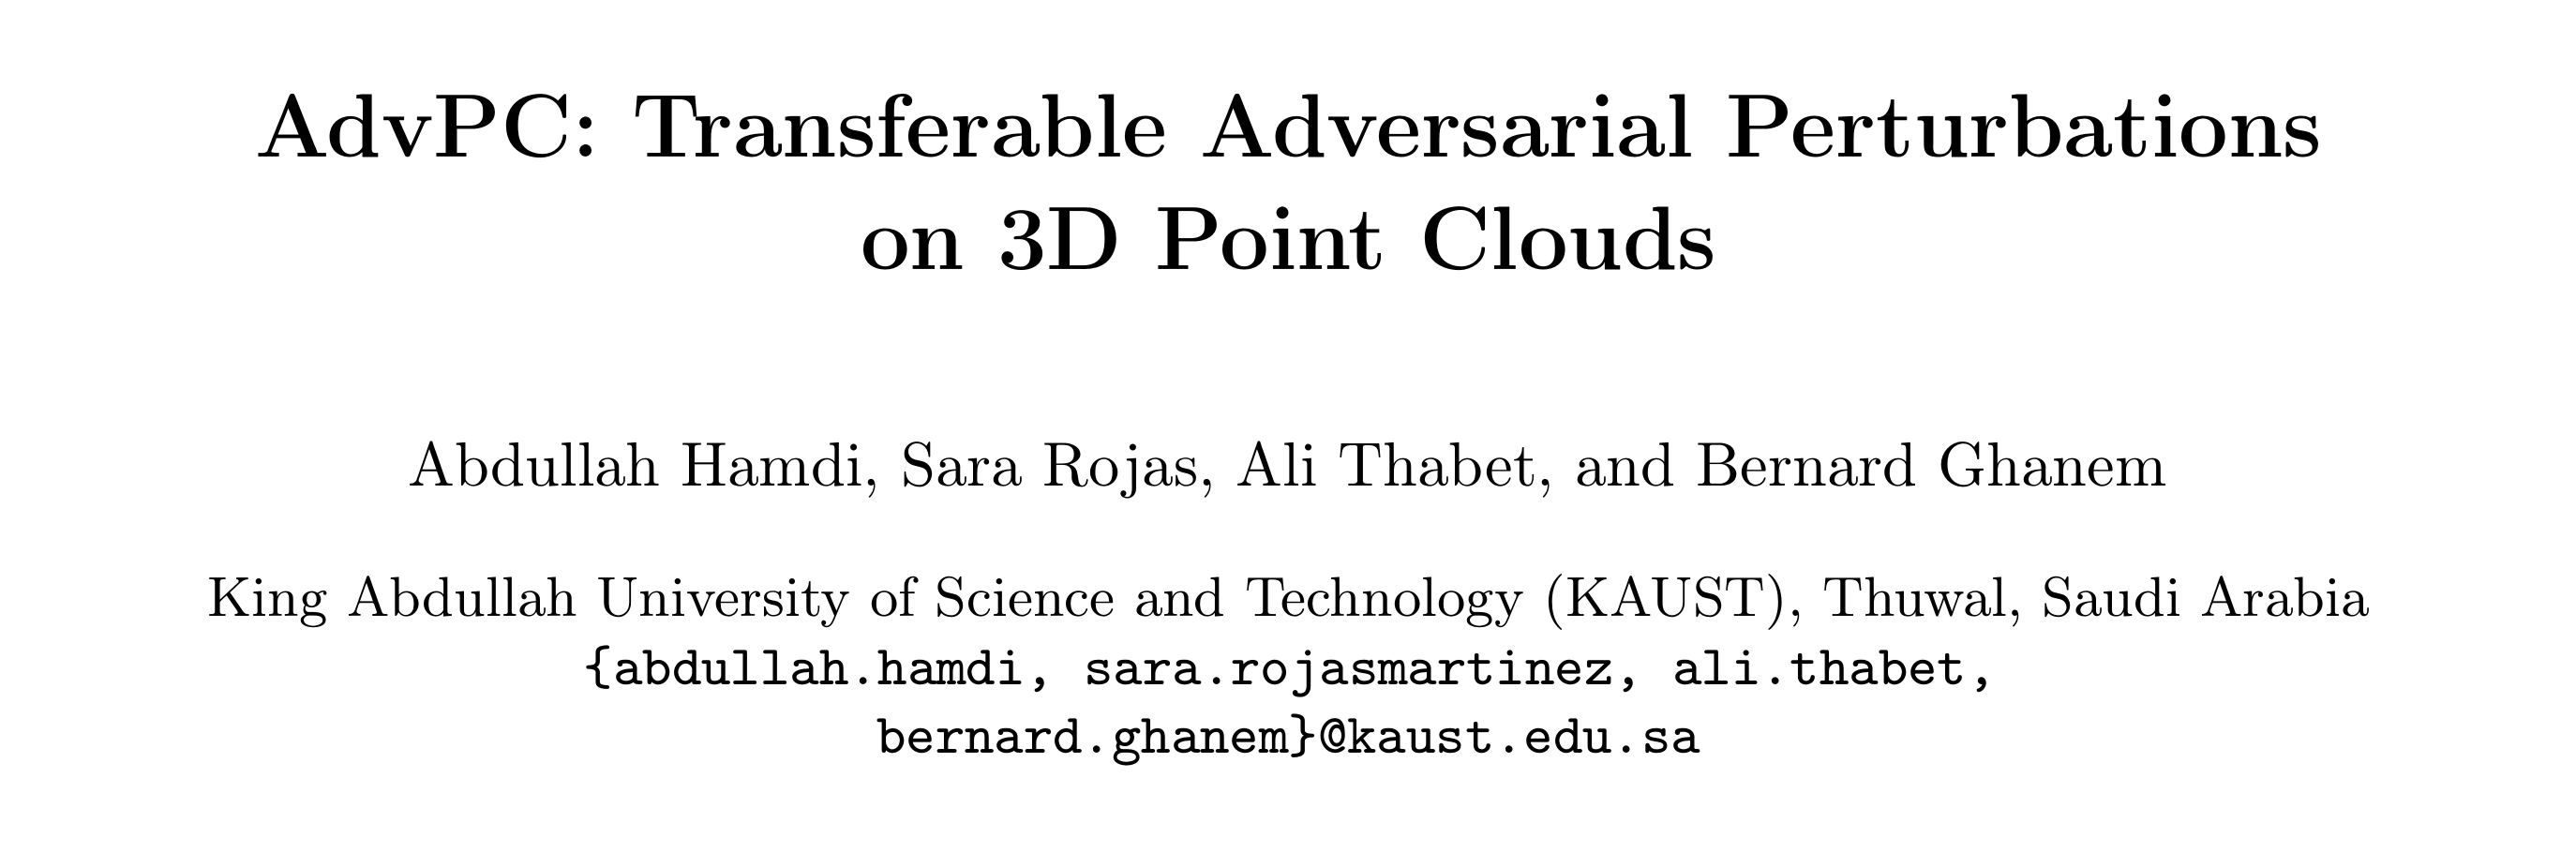 AdvPC: Transferable Adversarial Perturbations
on 3D Point Clouds
Abdullah Hamdi, Sara Rojas, Ali Thabet, and Bernard Ghanem
King Abdullah University of Science and Technology (KAUST), Thuwal, Saudi Arabia
{abdullah.hamdi, sara.rojasmartinez, ali.thabet,
bernard.ghanem}@kaust.edu.sa